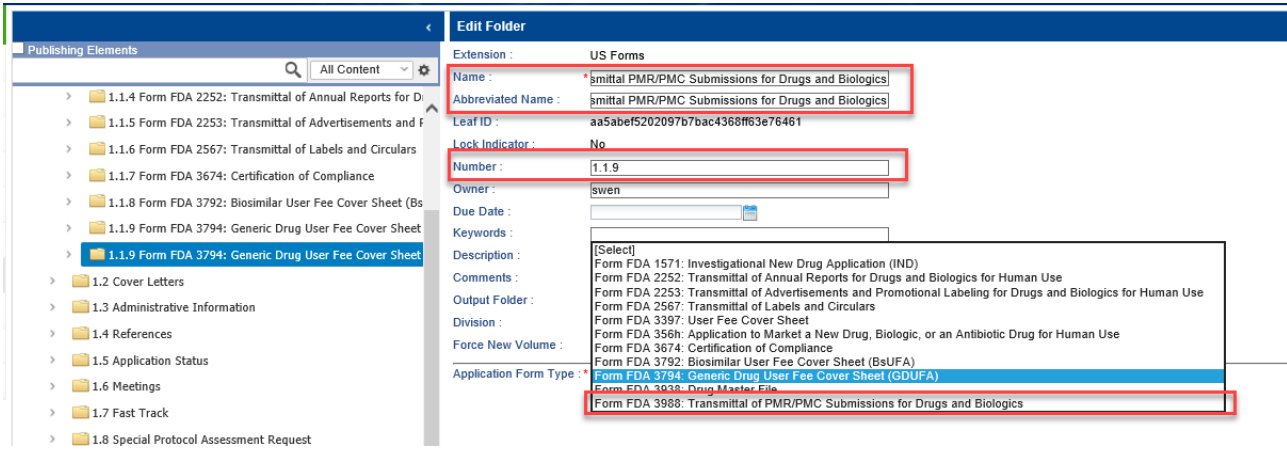 Publishing Elements
All Content
1.1.4 Form FDA 2252: Transmittal of Annual Reports for D
1.1.5 Form FDA 2253: Transmittal of Advertisements and F
1.1.6 Form FDA 2567: Transmittal of Labels and Circulars
1.1.7 Form FDA 3674: Certification of Compliance
1.1.8 Form FDA 3792: Biosimilar User Fee Cover Sheet (Bs
1.1.9 Form FDA 3794: Generic Drug User Fee Cover Sheet
1.1.9 Form FDA 3794: Generic Drug User Fee Cover Sheet
1.2 Cover Letters
1.3 Administrative Information
1.4 References
1.5 Application Status
1.6 Meetings
1.7 Fast Track
1.8 Special Protocol Assessment Request
Edit Folder
Extension : US Forms
Name : * smittal PMR/PMC Submissions for Drugs and Biologics
Abbreviated Name : smittal PMR/PMC Submissions for Drugs and Biologics
Leaf ID : aa5abef5202097b7bac4368ff63e76461
Lock Indicator : No
Number : 1.1.9
Owner : swen
Due Date :
Keywords :
Description :
Comments :
Output Folder :
Division :
Force New Volume :
Application Form Type : *
[Select]
Form FDA 1571: Investigational New Drug Application (IND)
Form FDA 2252: Transmittal of Annual Reports for Drugs and Biologics for Human Use
Form FDA 2253: Transmittal of Advertisements and Promotional Labeling for Drugs and Biologics for Human Use
Form FDA 2567: Transmittal of Labels and Circulars
Form FDA 3397: User Fee Cover Sheet
Form FDA 356h: Application to Market a New Drug, Biologic, or an Antibiotic Drug for Human Use
Form FDA 3674: Certification of Compliance
Form FDA 3792: Biosimilar User Fee Cover Sheet (BsUFA)
Form FDA 3794: Generic Drug User Fee Cover Sheet (GDUFA)
Form FDA 3938: Drug Master File
Form FDA 3988: Transmittal of PMR/PMC Submissions for Drugs and Biologics